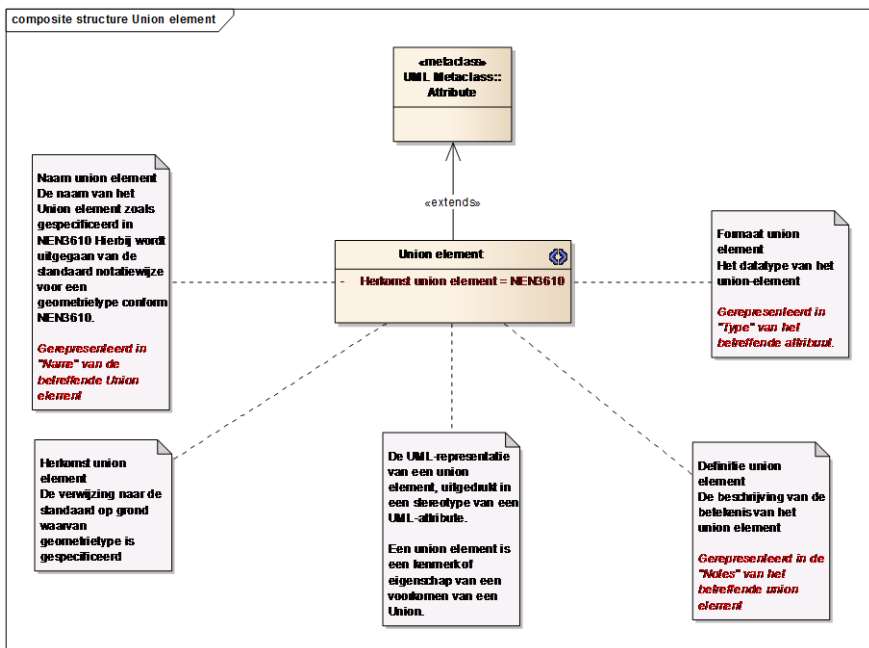 composite structure Union element
«metaclass»
UML Metaclass::
Attribute
«extends»
Union element
- Herkomst union element = NEN3610
Naam union element
De naam van het
Union element zoals
gespecificeerd in
NEN3610 Hierbij wordt
uitgegaan van de
standaard notatiewijze
voor een
geometrietype conform
NEN3610.
Gerepresenteerd in
"Name" van de
betreffende Union
element
Formaat union
element
Het datatype van het
union-element
Gerepresenteerd in
"Type" van het
betreffende attribuut.
Herkomst union
element
De verwijzing naar de
standaard op grond
waarvan
geometrietype is
gespecificeerd
De UML-representatie
van een union
element, uitgedrukt in
een stereotype van een
UML-attribute.
Een union element is
een kenmerk of
eigenschap van een
voorkomen van een
Union.
Definitie union
element
De beschrijving van de
betekenis van het
union element
Gerepresenteerd in de
"Notes" van het
betreffende union
element